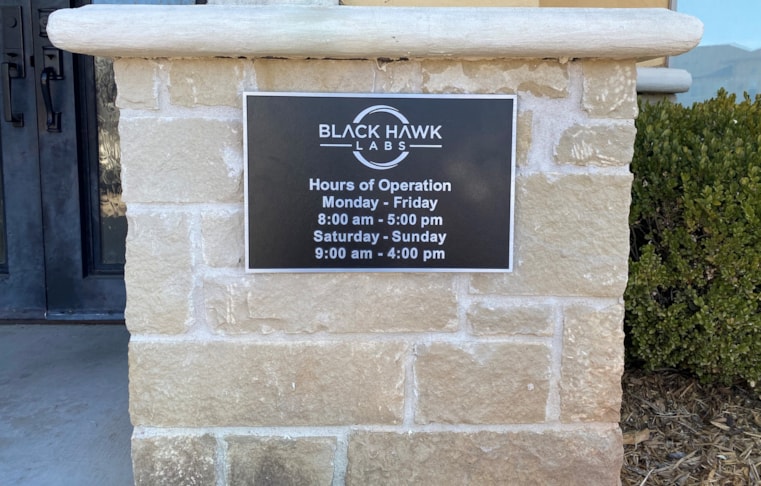 BLACK HAWK
LABS
Hours of Operation
Monday - Friday
8:00 am - 5:00 pm
Saturday - Sunday
9:00 am - 4:00 pm